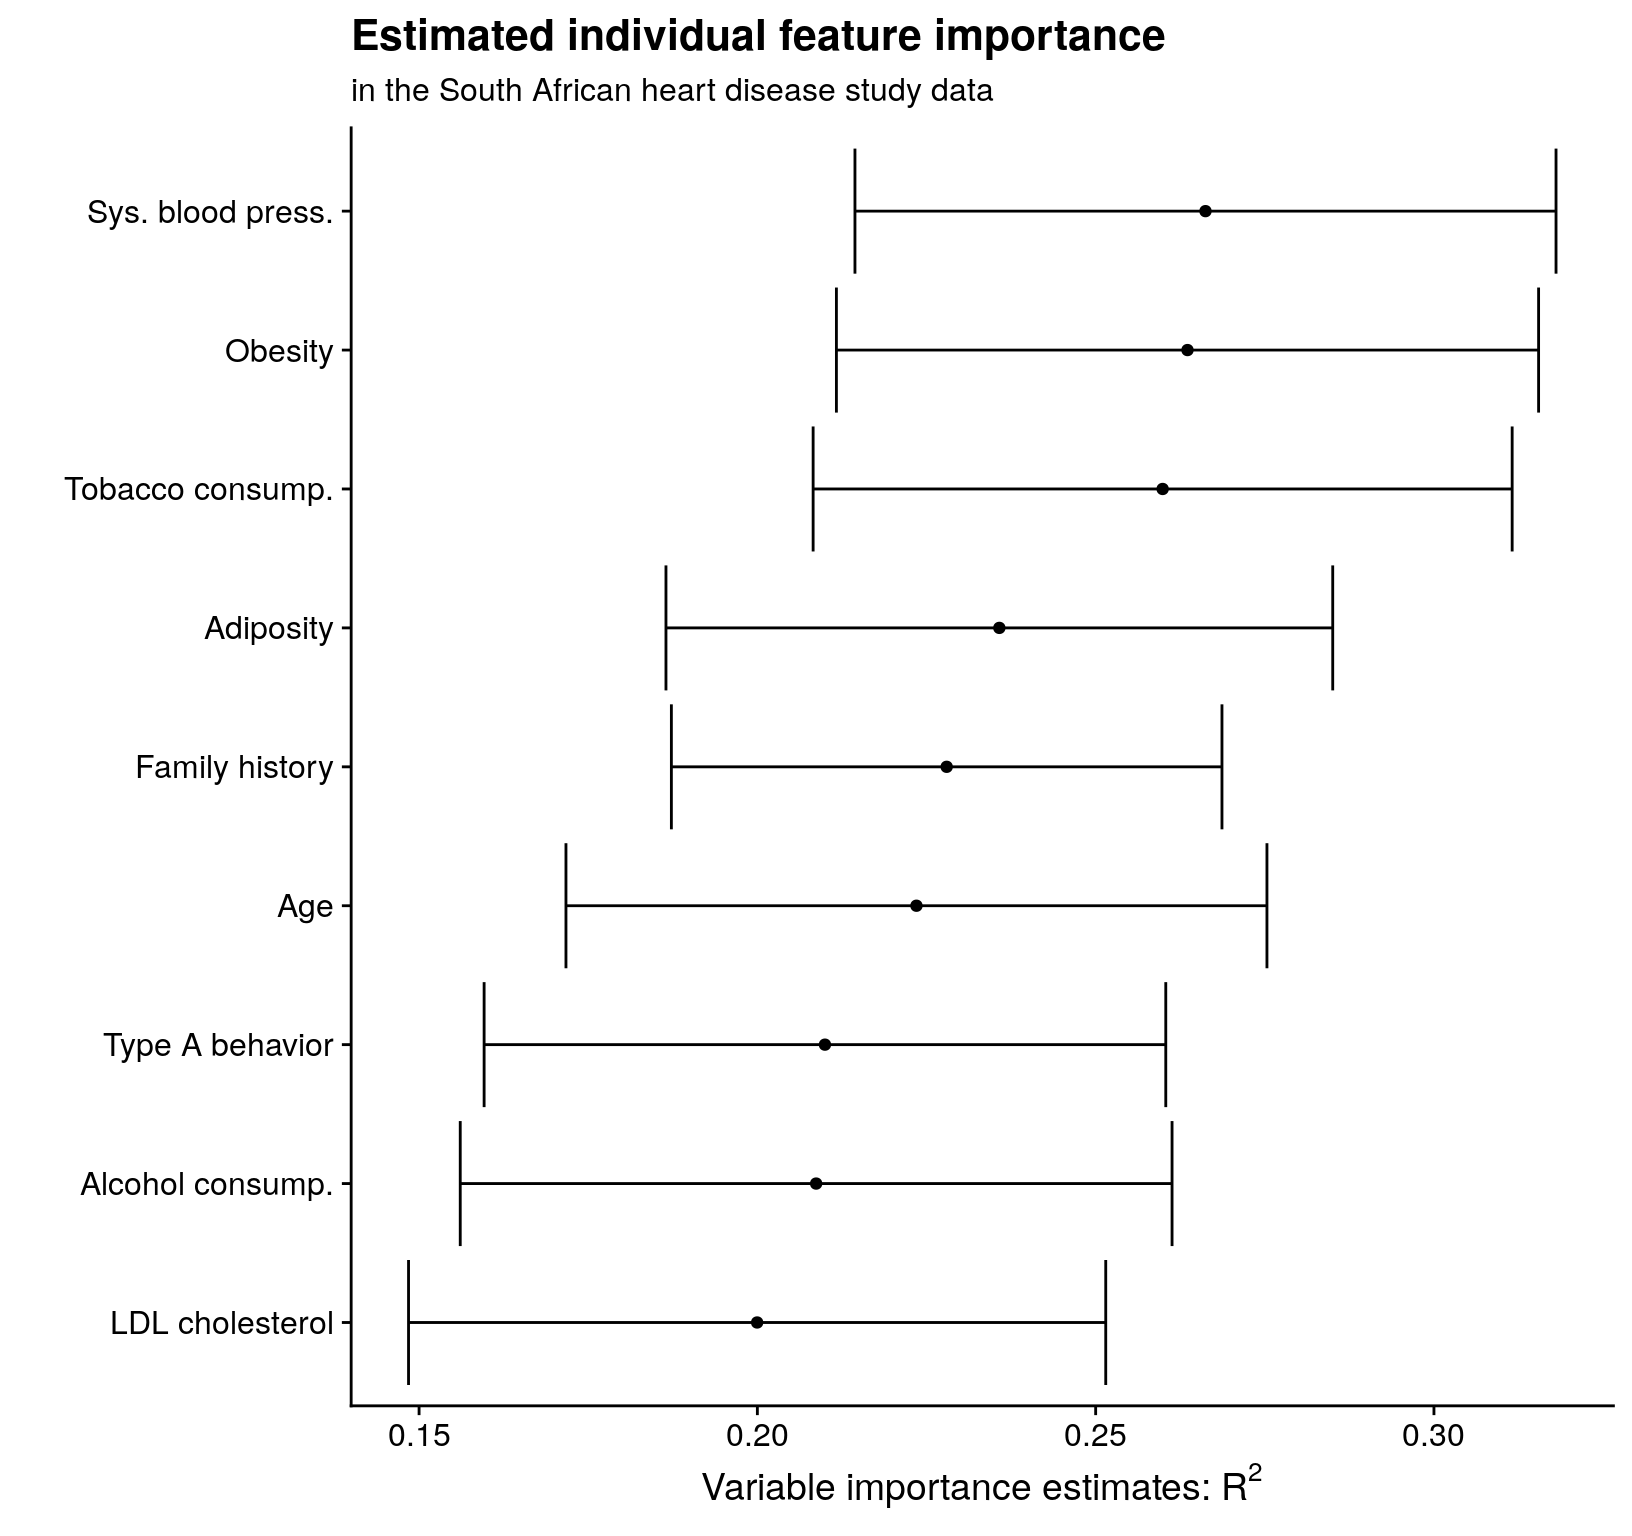 Estimated individual feature importance
in the South African heart disease study data
Sys. blood press.
Obesity
Tobacco consump.
Adiposity
Family history
Age
Type A behavior
Alcohol consump.
LDL cholesterol
0.15 0.20 0.25 0.30
Variable importance estimates: R²